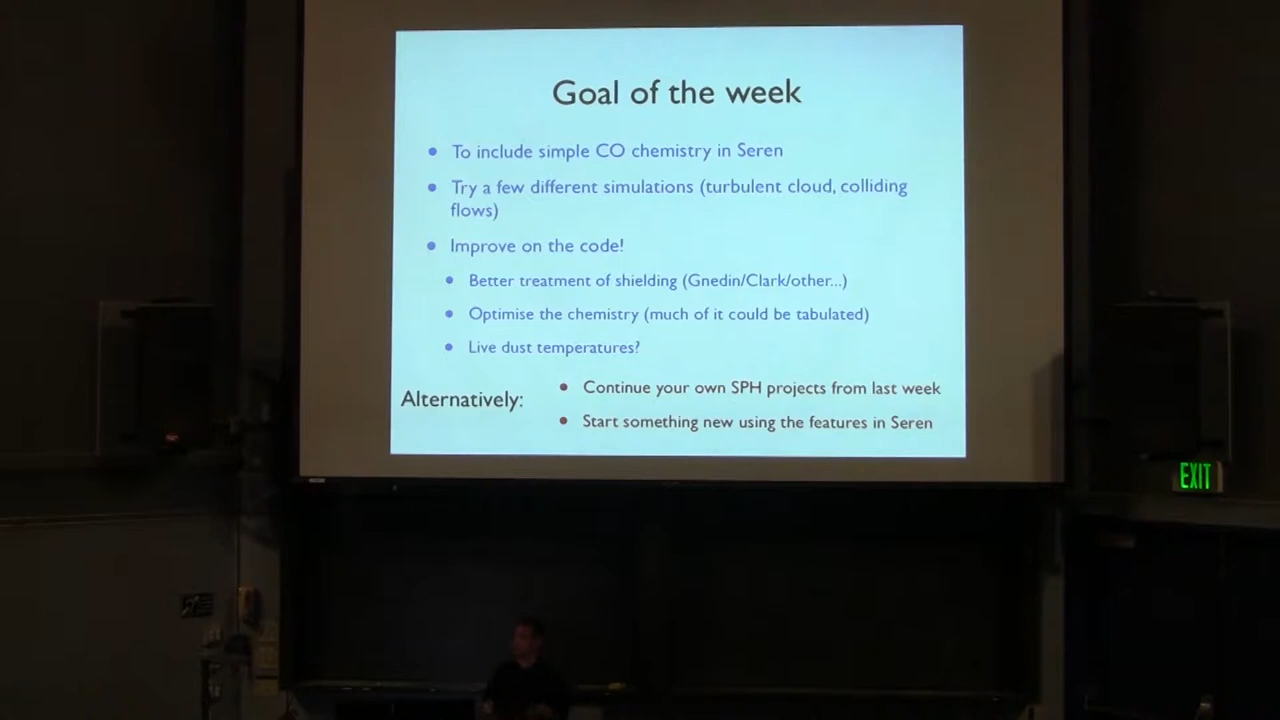 Goal of the week
To include simple CO chemistry in Seren
Try a few different simulations (turbulent cloud, colliding
flows)
Improve on the code!
Better treatment of shielding (Gnedin/Clark/other...)
Optimise the chemistry (much of it could be tabulated)
Live dust temperatures?
Alternatively:
Continue your own SPH projects from last week
Start something new using the features in Seren
EXIT